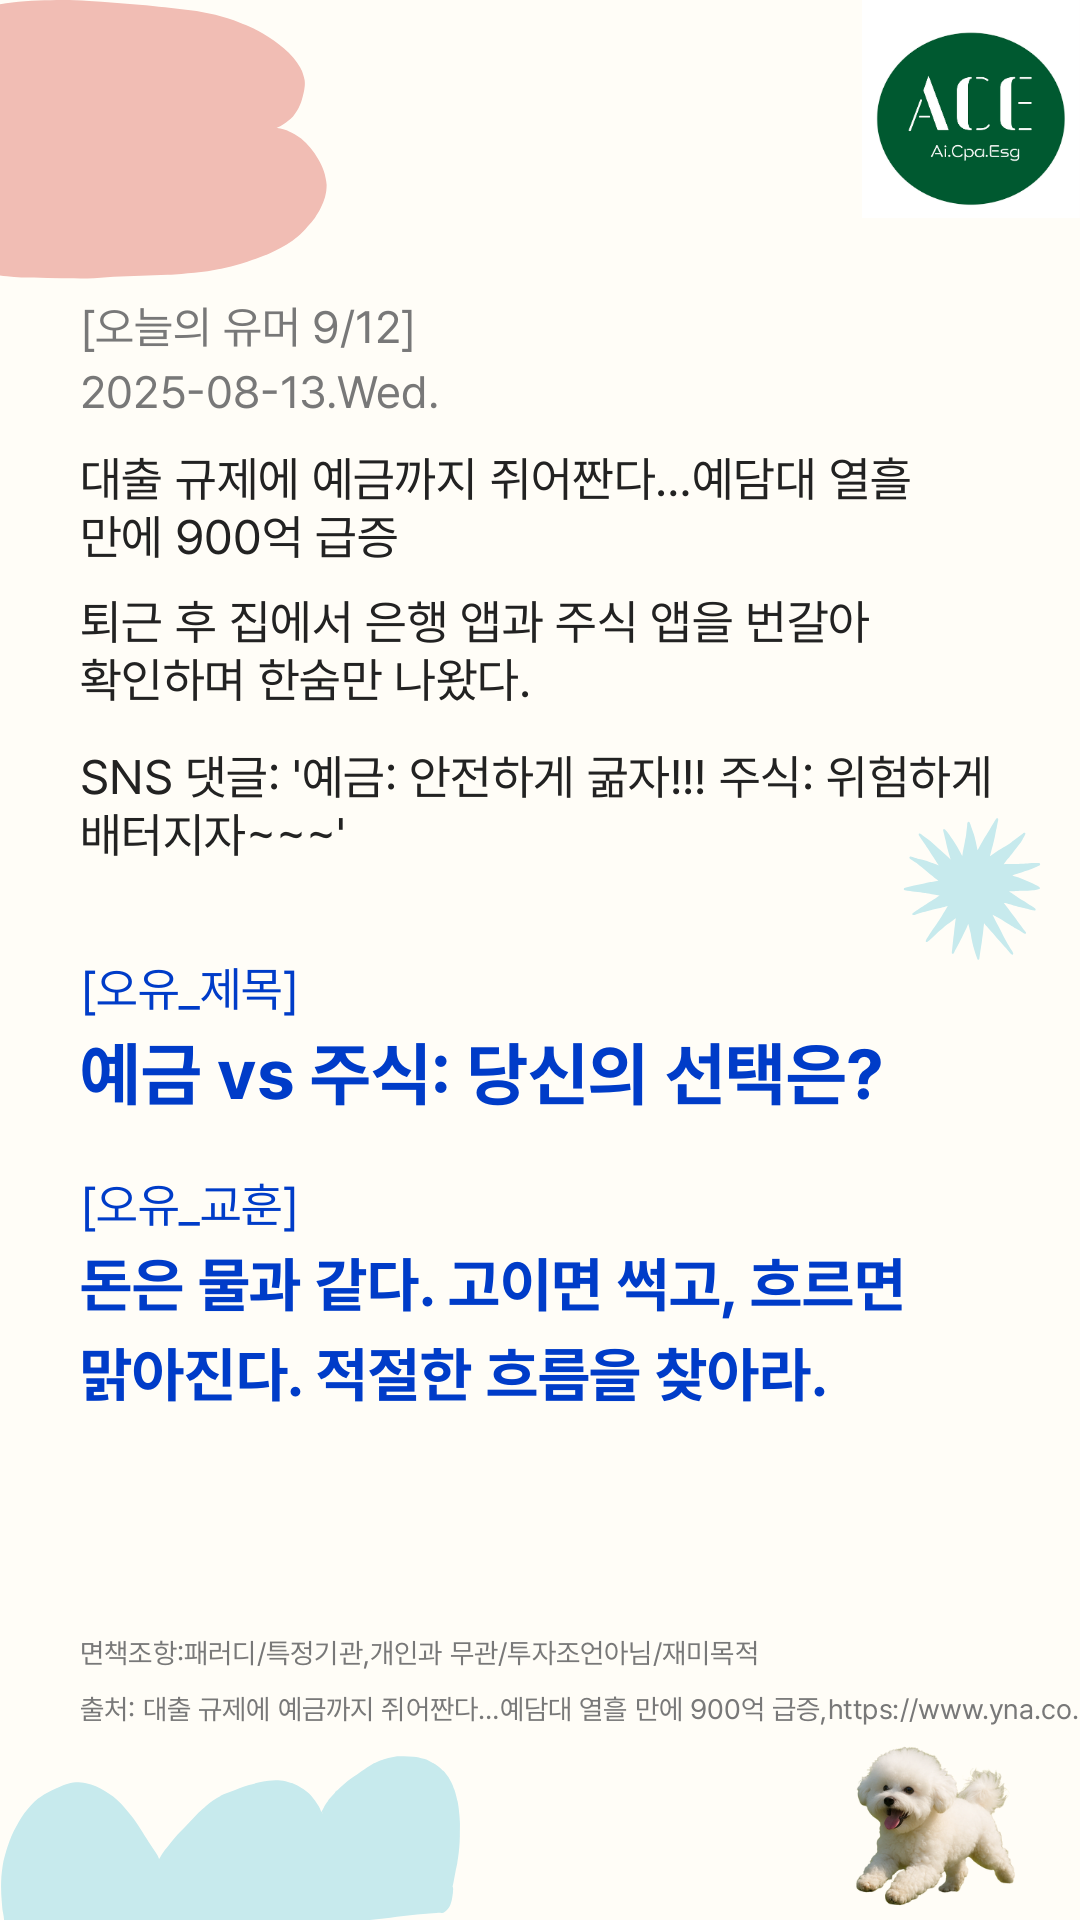 ACE
Ai.Cpa.Esg
[오늘의 유머 9/12]
2025-08-13.Wed.
대출 규제에 예금까지 쥐어짠다...예담대 열흘
만에 900억 급증
퇴근 후 집에서 은행 앱과 주식 앱을 번갈아
확인하며 한숨만 나왔다.
SNS 댓글: '예금: 안전하게 굶자!!! 주식: 위험하게
배터지자~~~'
[오유_제목]
예금 vs 주식: 당신의 선택은?
[오유_교훈]
돈은 물과 같다. 고이면 썩고, 흐르면
맑아진다. 적절한 흐름을 찾아라.
면책조항:패러디/특정기관,개인과 무관/투자조언아님/재미목적
출처: 대출 규제에 예금까지 쥐어짠다...예담대 열흘 만에 900억 급증,https://www.yna.co.